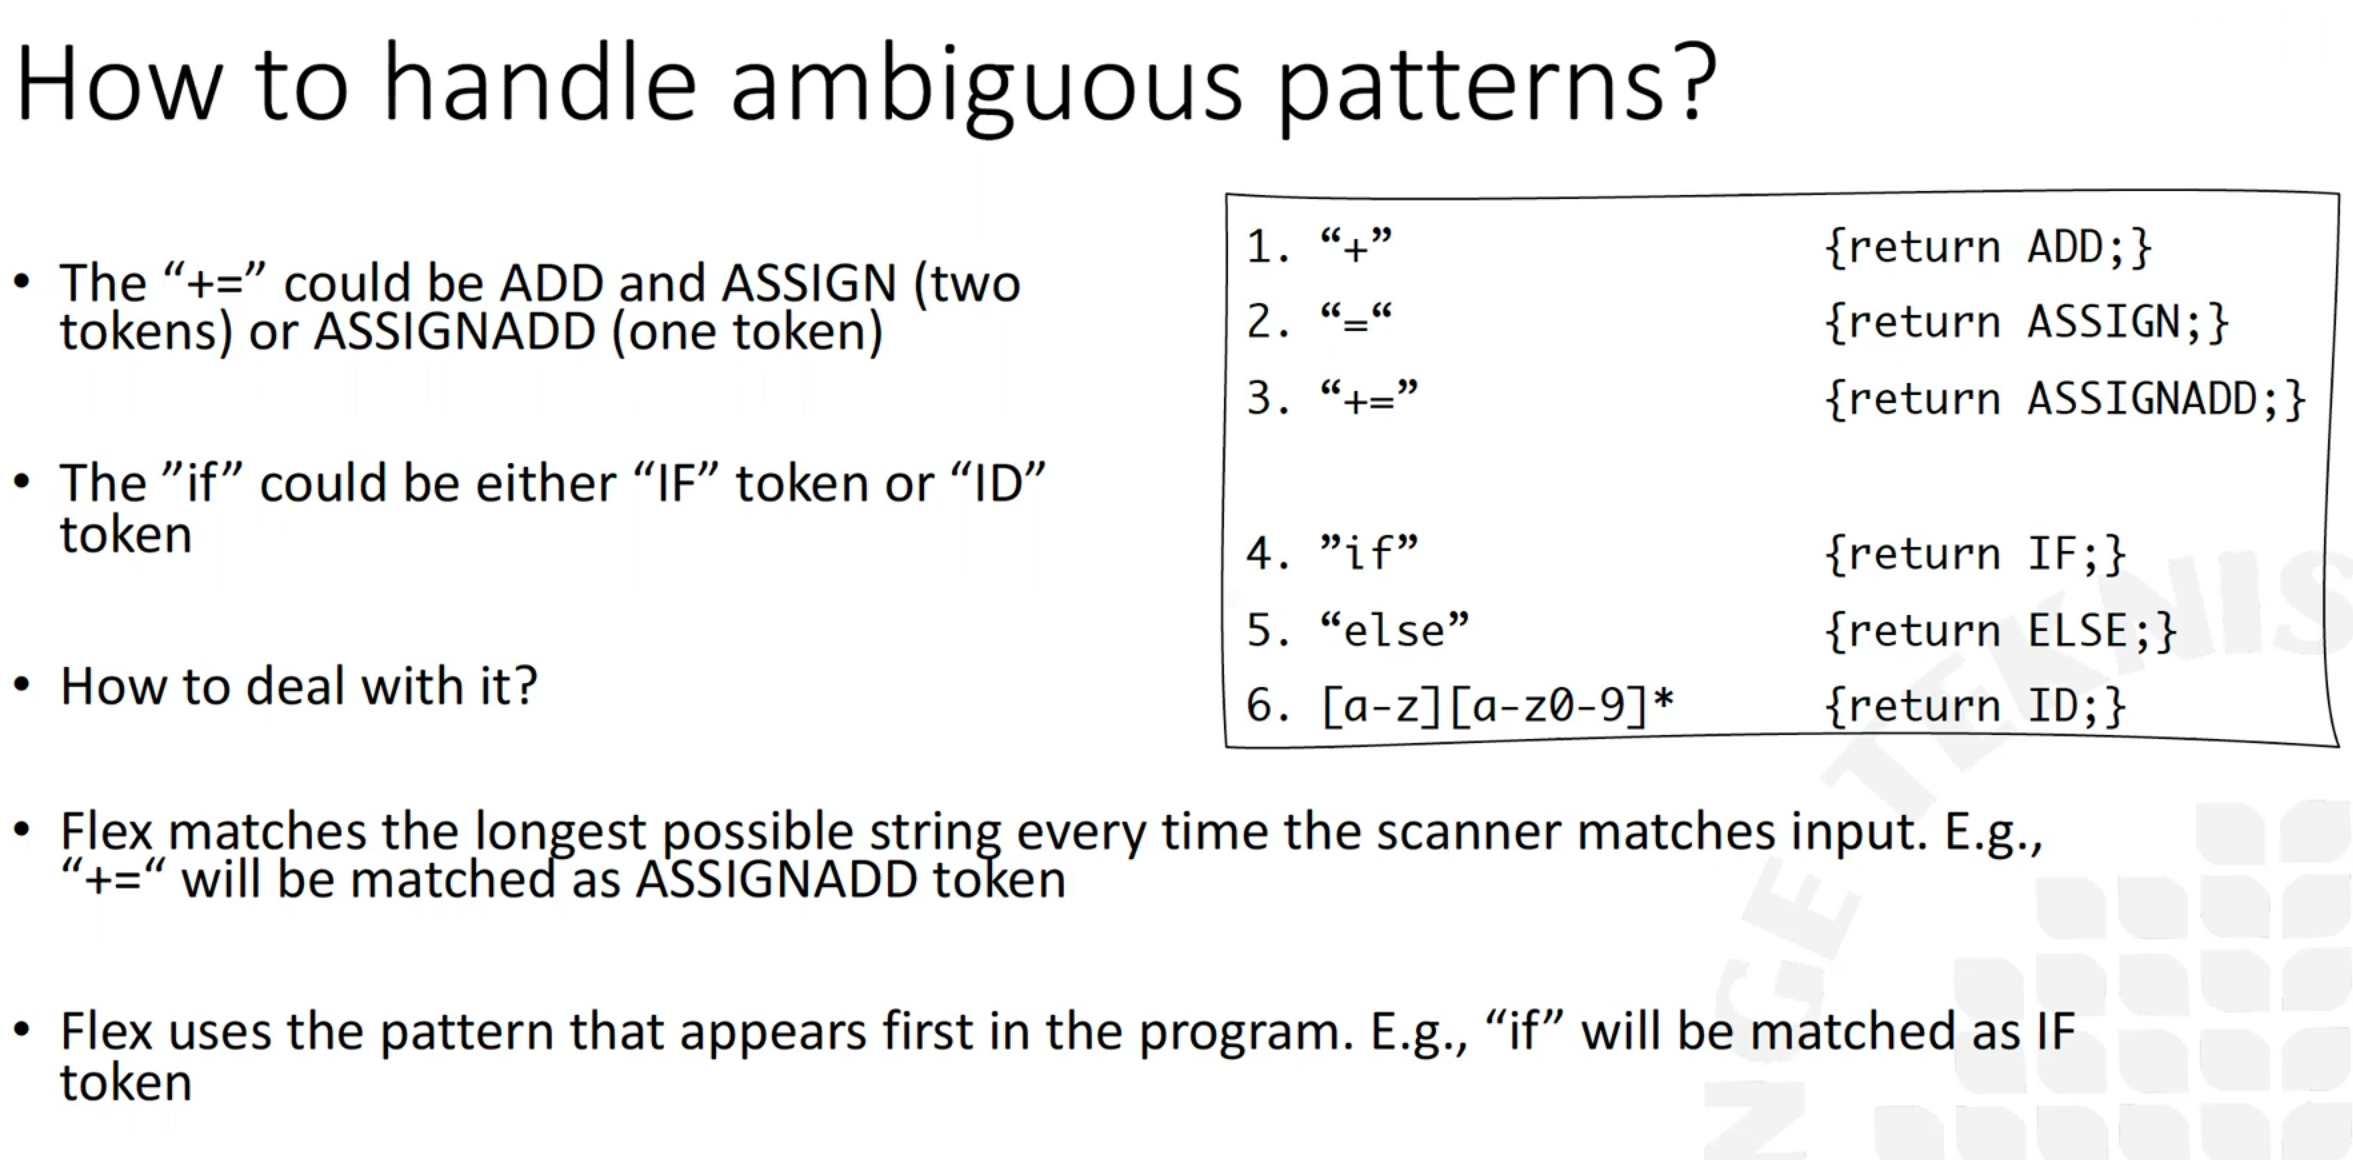 How to handle ambiguous patterns?
• The “+=” could be ADD and ASSIGN (two
tokens) or ASSIGNADD (one token)
• The ”if” could be either “IF” token or “ID”
token
• How to deal with it?
1. “+” {return ADD;}
2. “=“ {return ASSIGN;}
3. “+=” {return ASSIGNADD;}
4. ”if” {return IF;}
5. “else” {return ELSE;}
6. [a-z][a-z0-9]* {return ID;}
• Flex matches the longest possible string every time the scanner matches input. E.g.,
“+=“ will be matched as ASSIGNADD token
• Flex uses the pattern that appears first in the program. E.g., “if” will be matched as IF
token
NGE TEKNIS